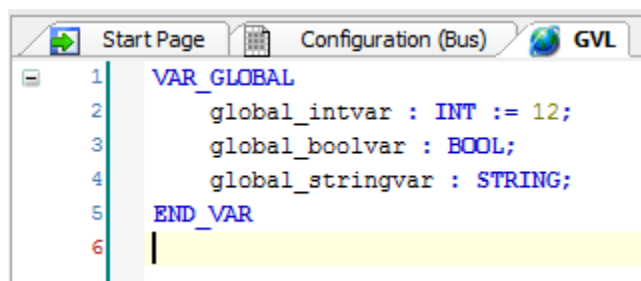 Start Page Configuration (Bus) GVL
1 VAR_GLOBAL
2 global_intvar : INT := 12;
3 global_boolvar : BOOL;
4 global_stringvar : STRING;
5 END_VAR
6